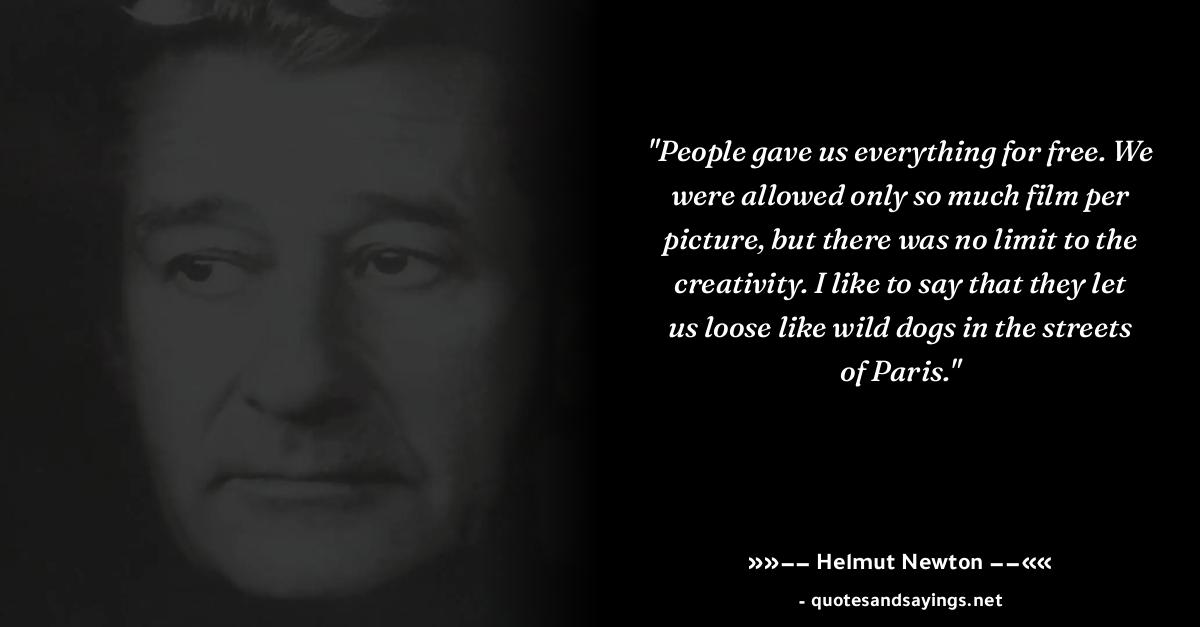 "People gave us everything for free. We
were allowed only so much film per
picture, but there was no limit to the
creativity. I like to say that they let
us loose like wild dogs in the streets
of Paris."
»»−− Helmut Newton −−««
- quotesandsayings.net